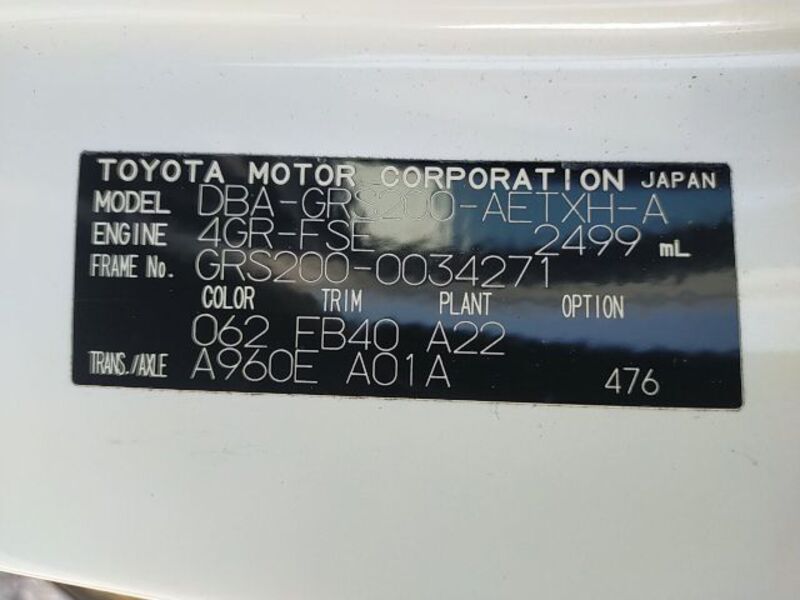 TOYOTA MOTOR CORPORATION JAPAN
MODEL DBA-GRS200-AETXH-A
ENGINE 4GR-FSE 2499 mL
FRAME No. GRS200-0034271
COLOR TRIM PLANT OPTION
062 FB40 A22
TRANS./AXLE A960E A01A 476